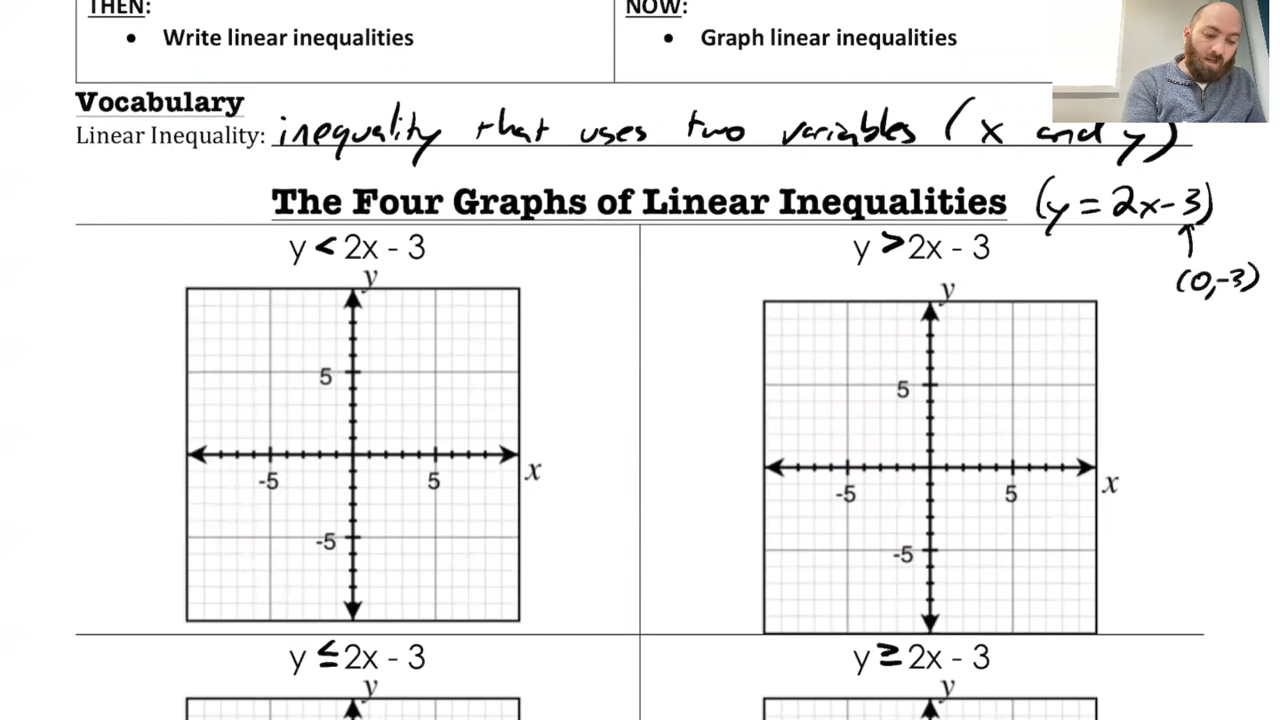 THEN:
NOW:
• Write linear inequalities
• Graph linear inequalities
Vocabulary
Linear Inequality: inequality that uses two variables (x and y)
The Four Graphs of Linear Inequalities (y = 2x-3)
(0,-3)
y < 2x - 3
y > 2x - 3
y
5
-5
5
x
-5
y
5
-5
5
x
-5
y ≤ 2x - 3
y ≥ 2x - 3
y
y